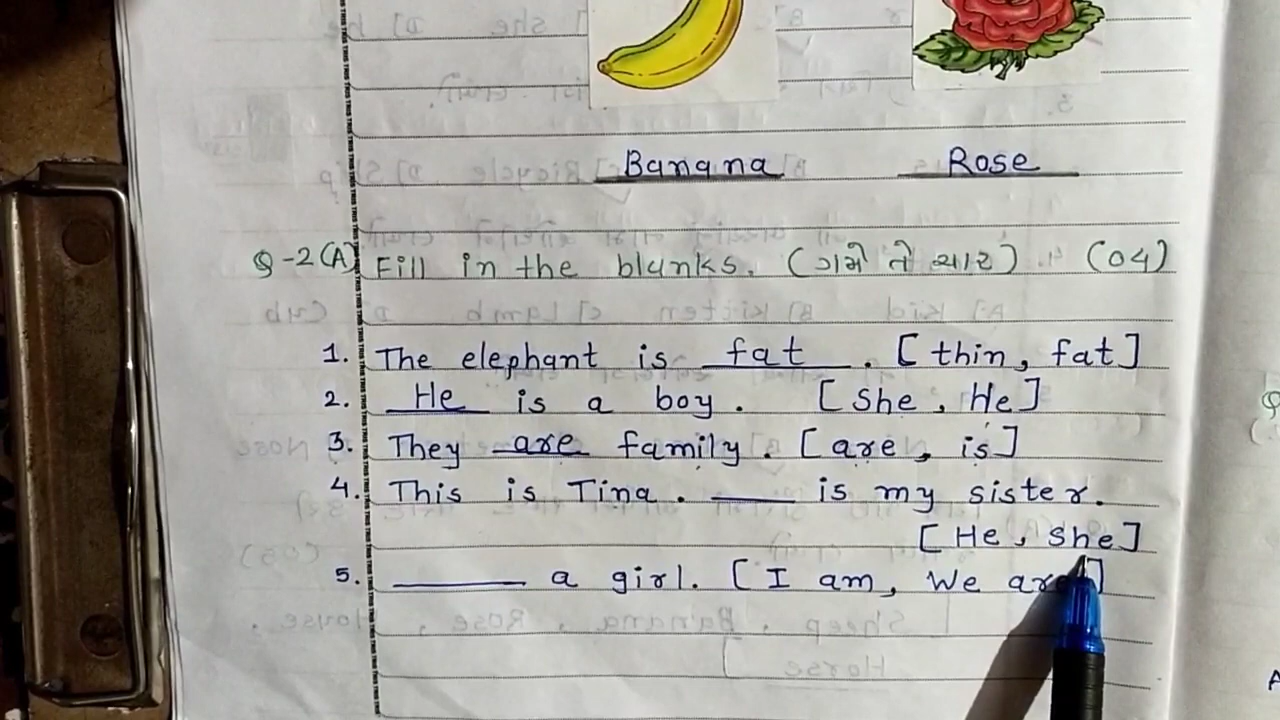 Banana Rose
Q-2(A) Fill in the blanks. (ગમે તે ચાર) (04)
1. The elephant is fat. [thin, fat]
2. He is a boy. [She, He]
3. They are family. [are, is]
4. This is Tina. ____ is my sister.
[He, She]
5. ____ a girl. [I am, We are]